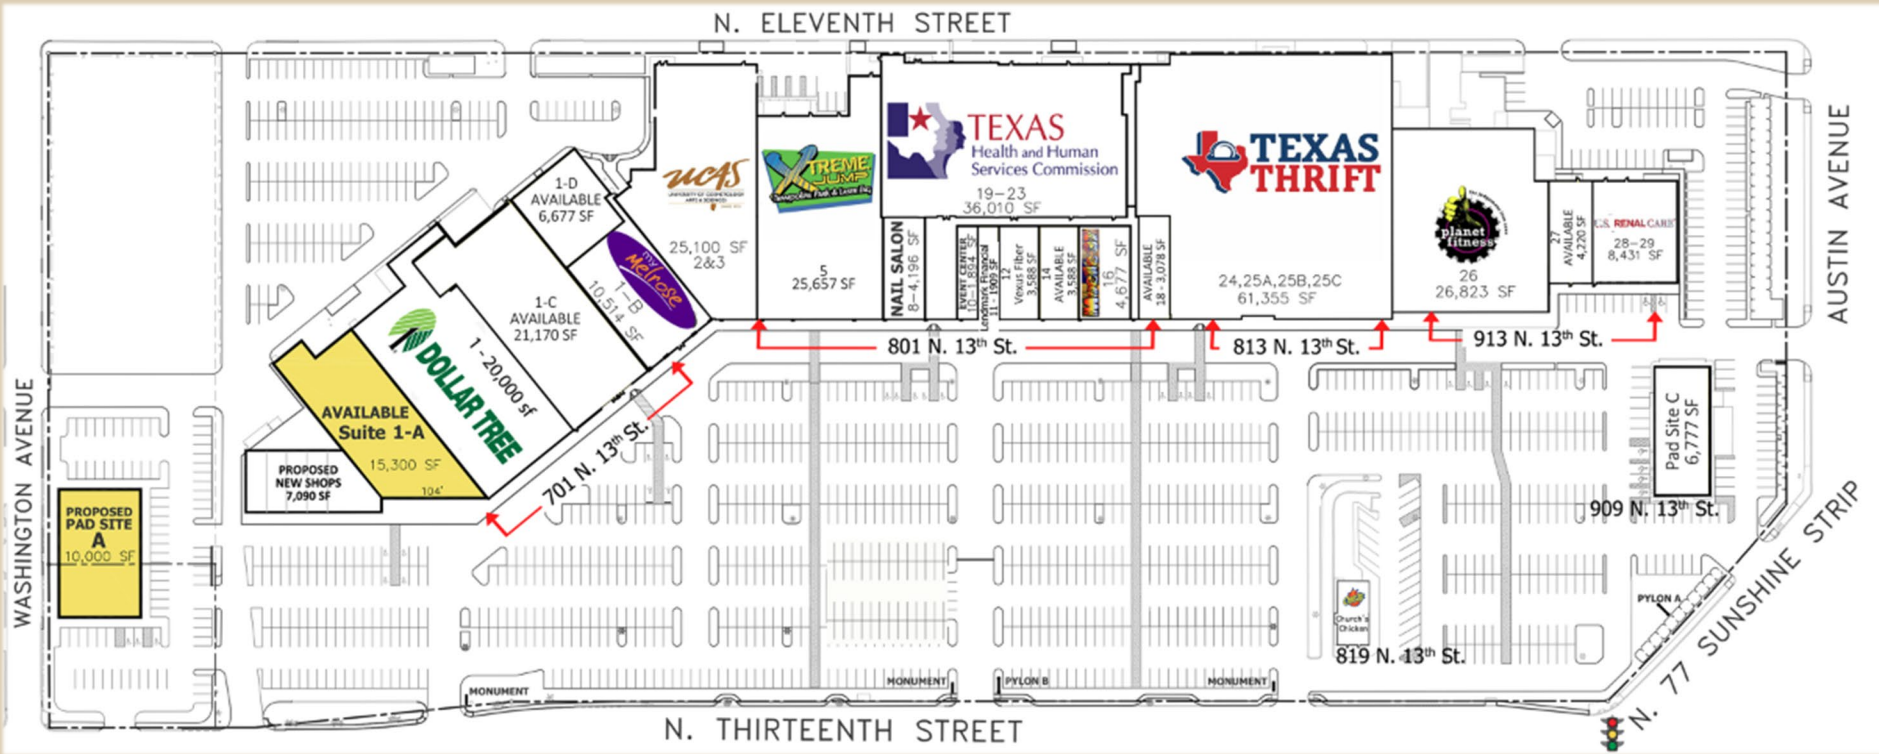 N. ELEVENTH STREET
WASHINGTON AVENUE
AUSTIN AVENUE
N. 77 SUNSHINE STRIP
N. THIRTEENTH STREET
PROPOSED
PAD SITE
A
10,000 SF
PROPOSED
NEW SHOPS
7,090 SF
AVAILABLE
Suite 1-A
15,300 SF
104'
DOLLAR TREE
1 - 20,000 sf
1-C
AVAILABLE
21,170 SF
1-D
AVAILABLE
6,677 SF
my
Melrose
1-B
10,514 SF
UCAS
UNIVERSITY OF COSMETOLOGY
ARTS & SCIENCES
25,100 SF
2&3
XTREME
JUMP
5
25,657 SF
TEXAS
Health and Human
Services Commission
19-23
36,010 SF
NAIL SALON
8-4,196 SF
EVENT CENTER
10-1,894 SF
Lendmark Financial
11 - 1909 SF
12
Vexus Fiber
3,588 SF
14
AVAILABLE
3,588 SF
16
4,677 SF
AVAILABLE
18 - 3,078 SF
TEXAS
THRIFT
24,25A,25B,25C
61,355 SF
planet
fitness
26
26,823 SF
27
AVAILABLE
4,220 SF
U.S. RENAL CARE
28-29
8,431 SF
701 N. 13th St.
801 N. 13th St.
813 N. 13th St.
913 N. 13th St.
Pad Site C
6,777 SF
909 N. 13th St.
Church's
Chicken
819 N. 13th St.
PYLON A
MONUMENT
MONUMENT
PYLON B
MONUMENT